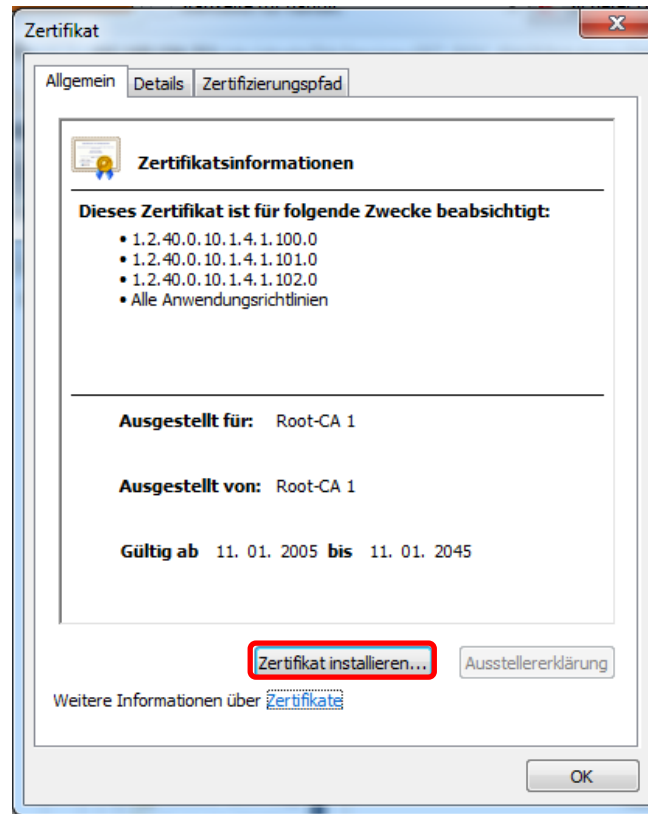 Zertifikat
Allgemein Details Zertifizierungspfad
Zertifikatsinformationen
Dieses Zertifikat ist für folgende Zwecke beabsichtigt:
• 1.2.40.0.10.1.4.1.100.0
• 1.2.40.0.10.1.4.1.101.0
• 1.2.40.0.10.1.4.1.102.0
• Alle Anwendungsrichtlinien
Ausgestellt für: Root-CA 1
Ausgestellt von: Root-CA 1
Gültig ab 11. 01. 2005 bis 11. 01. 2045
Zertifikat installieren... Ausstellererklärung
Weitere Informationen über Zertifikate
OK